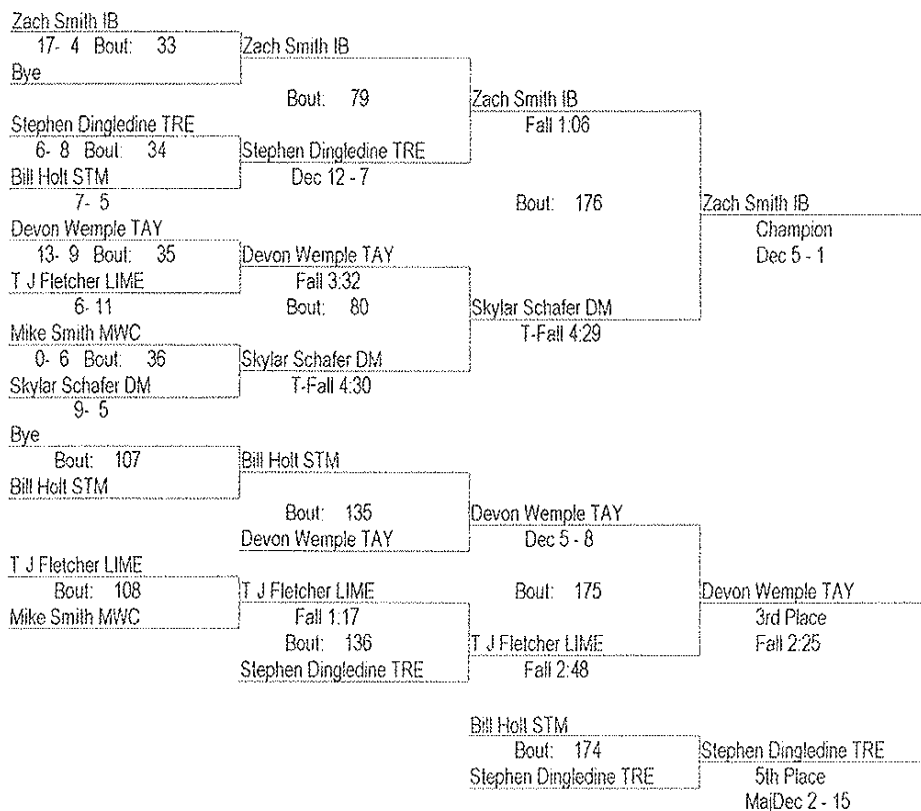 Zach Smith IB
17- 4 Bout: 33
Bye
Zach Smith IB
Bout: 79
Stephen Dingledine TRE
6- 8 Bout: 34
Bill Holt STM
7- 5
Stephen Dingledine TRE
Dec 12 - 7
Zach Smith IB
Fall 1:06
Bout: 176
Devon Wemple TAY
13- 9 Bout: 35
T J Fletcher LIME
6- 11
Devon Wemple TAY
Fall 3:32
Bout: 80
Mike Smith MWC
0- 6 Bout: 36
Skylar Schafer DM
9- 5
Skylar Schafer DM
T-Fall 4:30
Skylar Schafer DM
T-Fall 4:29
Zach Smith IB
Champion
Dec 5 - 1
Bye
Bout: 107
Bill Holt STM
Bill Holt STM
Bout: 135
Devon Wemple TAY
Devon Wemple TAY
Dec 5 - 8
Bout: 175
T J Fletcher LIME
Bout: 108
Mike Smith MWC
T J Fletcher LIME
Fall 1:17
Bout: 136
Stephen Dingledine TRE
T J Fletcher LIME
Fall 2:48
Devon Wemple TAY
3rd Place
Fall 2:25
Bill Holt STM
Bout: 174
Stephen Dingledine TRE
Stephen Dingledine TRE
5th Place
MajDec 2 - 15